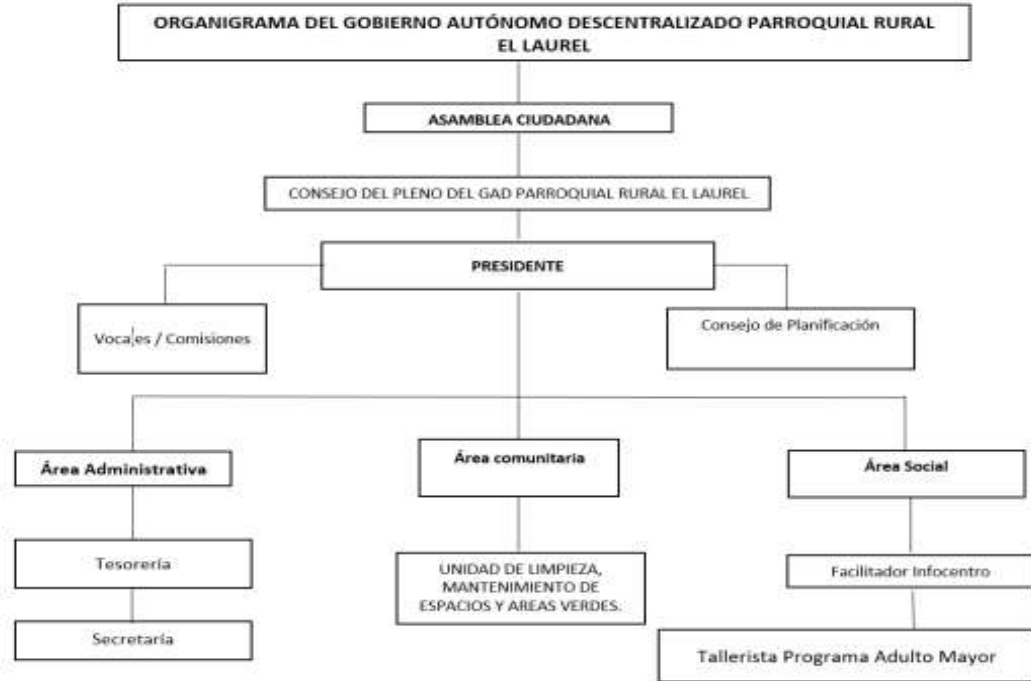 ORGANIGRAMA DEL GOBIERNO AUTÓNOMO DESCENTRALIZADO PARROQUIAL RURAL
EL LAUREL
ASAMBLEA CIUDADANA
CONSEJO DEL PLENO DEL GAD PARROQUIAL RURAL EL LAUREL
PRESIDENTE
Vocales / Comisiones
Consejo de Planificación
Área Administrativa
Área comunitaria
Área Social
Tesorería
UNIDAD DE LIMPIEZA,
MANTENIMIENTO DE
ESPACIOS Y AREAS VERDES.
Facilitador Infocentro
Secretaría
Tallerista Programa Adulto Mayor